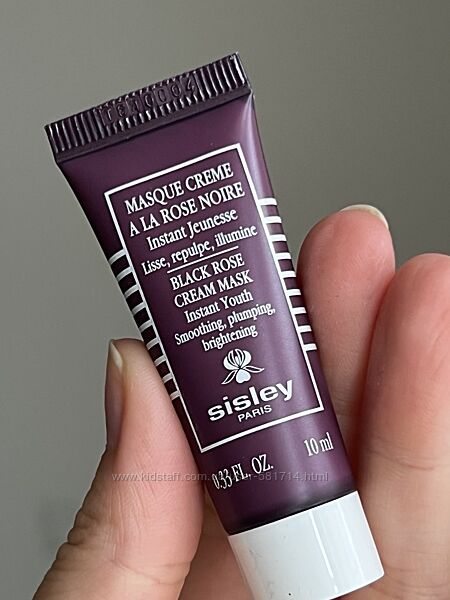 MASQUE CREME
A LA ROSE NOIRE
Instant Jeunesse
Lisse, repulpe, illumine
BLACK ROSE
CREAM MASK
Instant Youth
Smoothing, plumping,
brightening
sisley
PARIS
0.33 FL. OZ.
10 ml